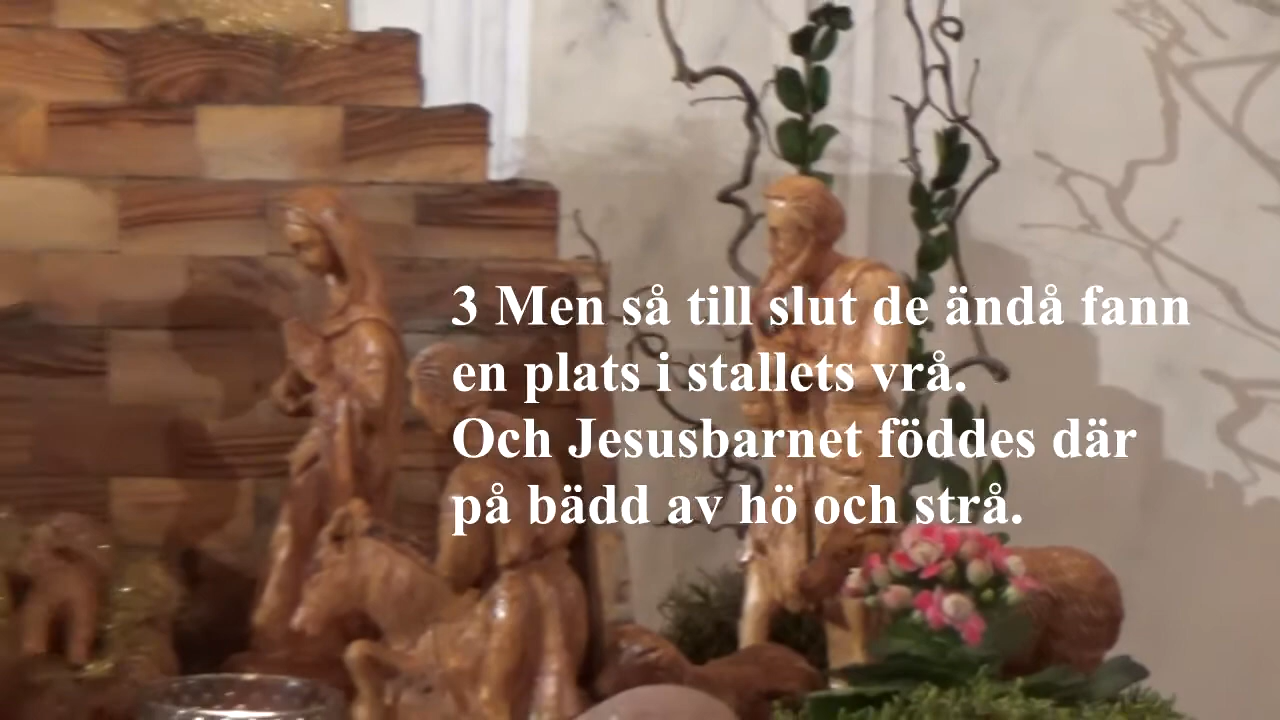 3 Men så till slut de ändå fann
en plats i stallets vrå.
Och Jesusbarnet föddes där
på bädd av hö och strå.